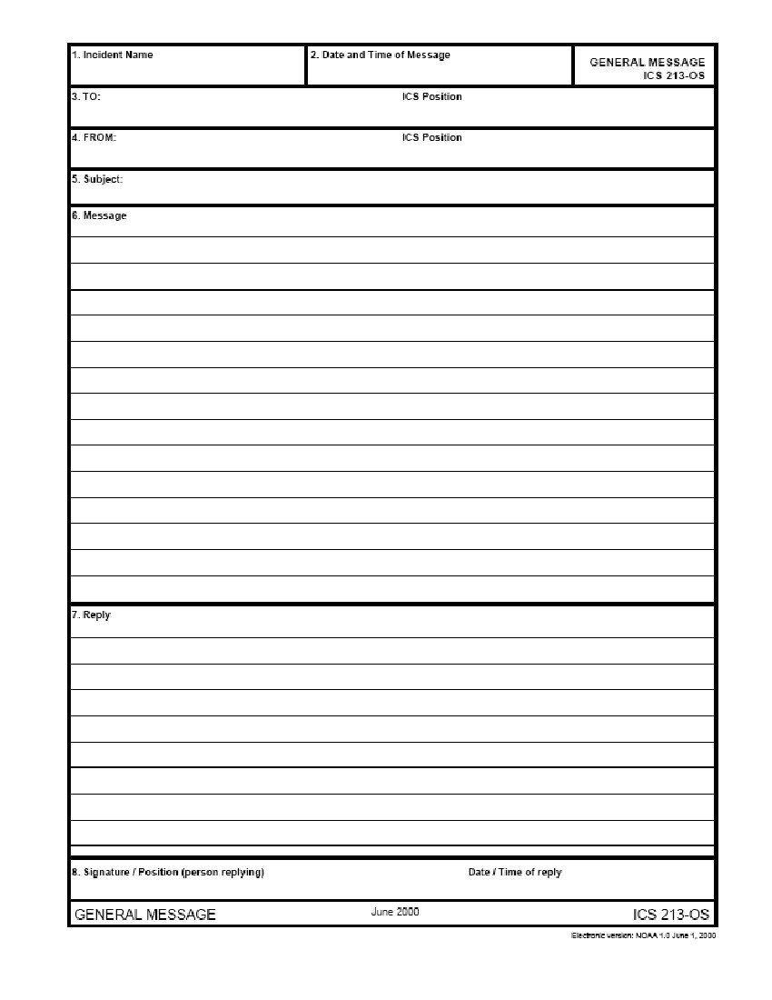 1. Incident Name
2. Date and Time of Message
GENERAL MESSAGE
ICS 213-OS
3. TO: ICS Position
4. FROM: ICS Position
5. Subject:
6. Message
7. Reply
8. Signature / Position (person replying) Date / Time of reply
GENERAL MESSAGE June 2000 ICS 213-OS
Electronic version: NOAA 1.0 June 1, 2000